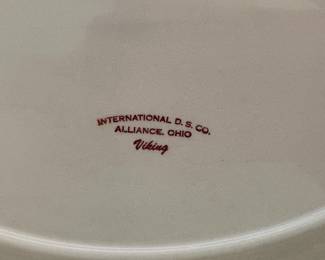 INTERNATIONAL D. S. CO.
ALLIANCE, OHIO
Viking